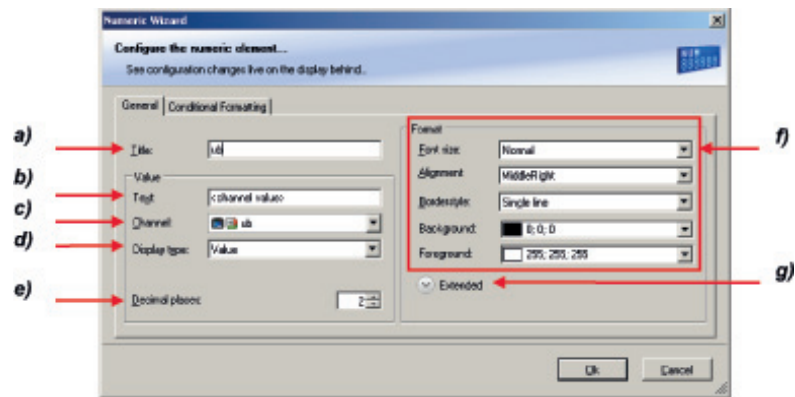 Numeric Wizard
Configure the numeric element...
See configuration changes live on the display behind..
NUM
888888
General
Conditional Formatting
a)
Title:
ub
Value
b)
Text:
<channel value>
c)
Channel:
ub
d)
Display type:
Value
e)
Decimal places:
2
Format
f)
Font size:
Normal
Alignment:
MiddleRight
Borderstyle:
Single line
Background:
0; 0; 0
Foreground:
255; 255; 255
g)
Extended
Ok
Cancel